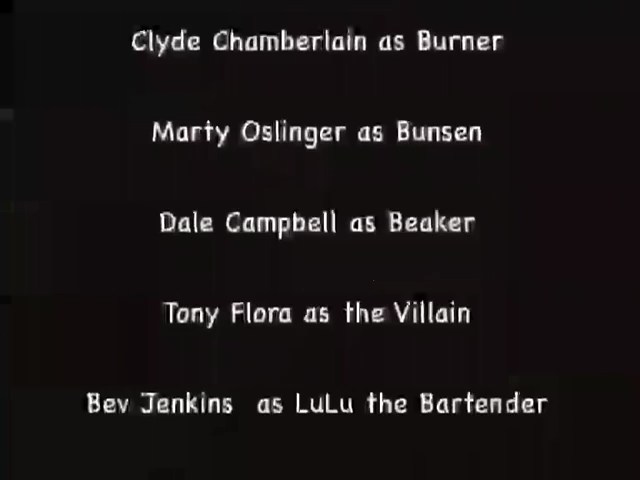 Clyde Chamberlain as Burner
Marty Oslinger as Bunsen
Dale Campbell as Beaker
Tony Flora as the Villain
Bev Jenkins as LuLu the Bartender